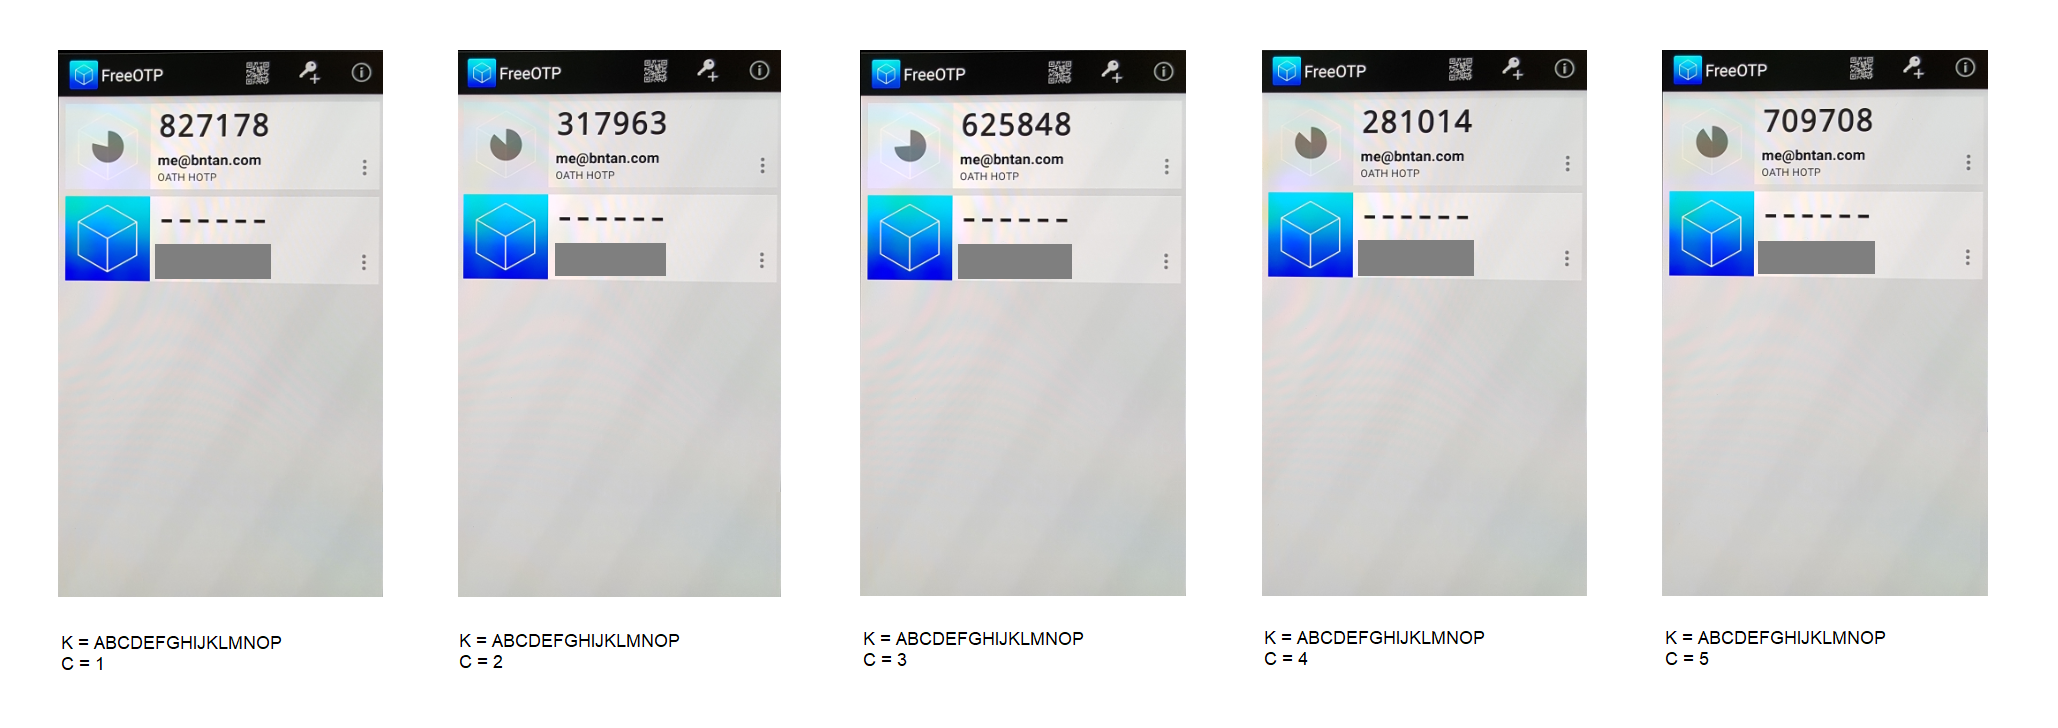 FreeOTP
827178
me@bntan.com
OATH HOTP
------
K = ABCDEFGHIJKLMNOP
C = 1
FreeOTP
317963
me@bntan.com
OATH HOTP
------
K = ABCDEFGHIJKLMNOP
C = 2
FreeOTP
625848
me@bntan.com
OATH HOTP
------
K = ABCDEFGHIJKLMNOP
C = 3
FreeOTP
281014
me@bntan.com
OATH HOTP
------
K = ABCDEFGHIJKLMNOP
C = 4
FreeOTP
709708
me@bntan.com
OATH HOTP
------
K = ABCDEFGHIJKLMNOP
C = 5